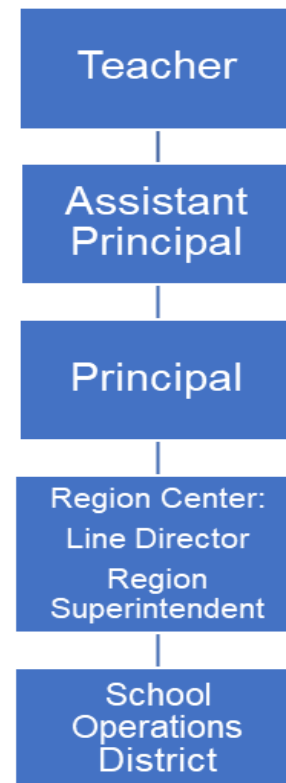 Teacher
Assistant
Principal
Principal
Region Center:
Line Director
Region
Superintendent
School
Operations
District